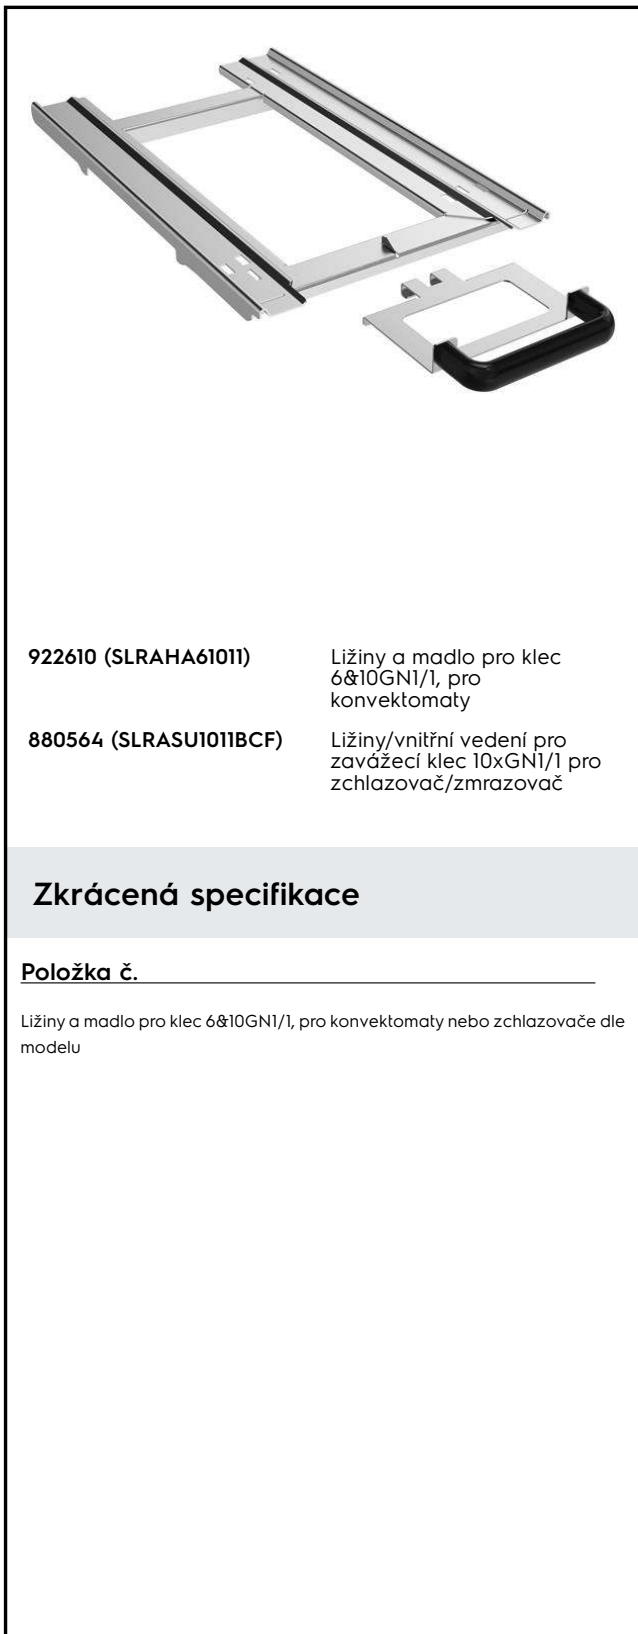 922610 (SLRAHA61011)
Ližiny a madlo pro klec
6&10GN1/1, pro
konvektomaty
880564 (SLRASU1011BCF)
Ližiny/vnitřní vedení pro
zavážecí klec 10xGN1/1 pro
zchlazovač/zmrazovač
Zkrácená specifikace
Položka č.
Ližiny a madlo pro klec 6&10GN1/1, pro konvektomaty nebo zchlazovače dle
modelu